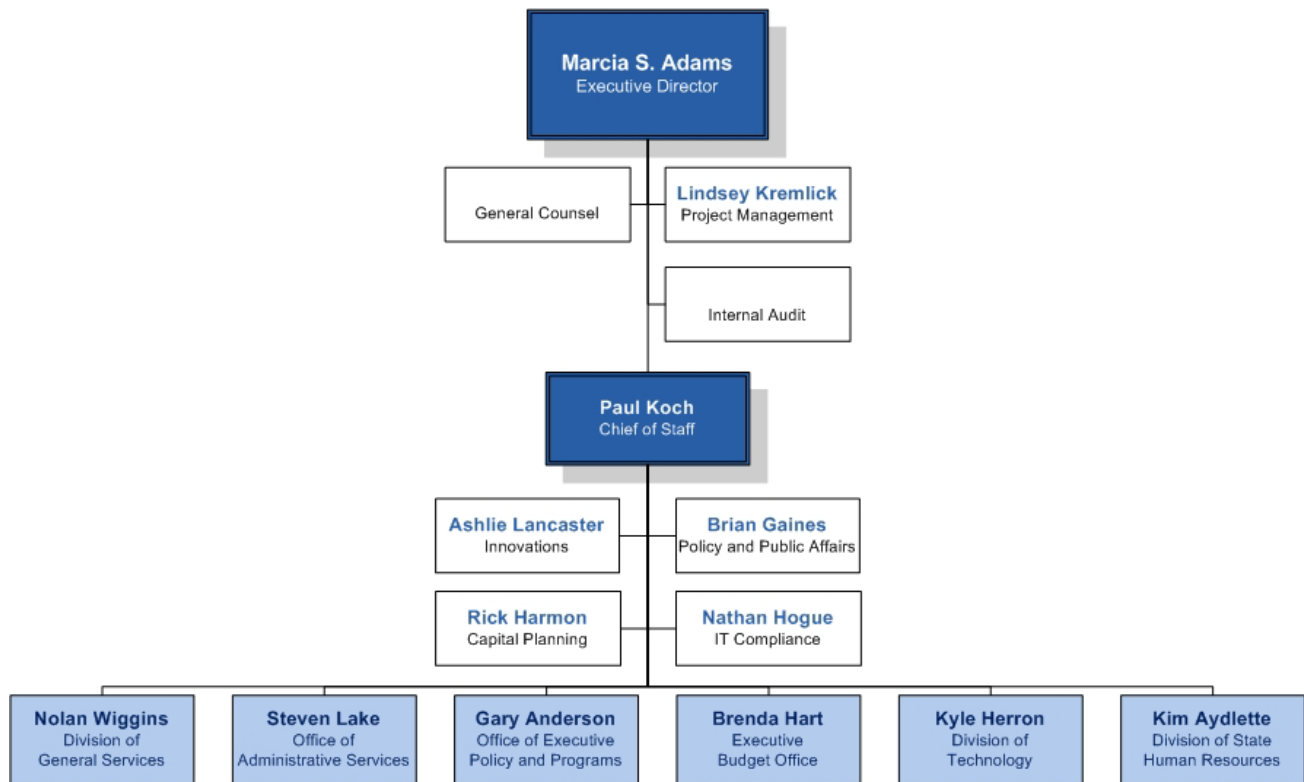 Marcia S. Adams
Executive Director
General Counsel
Lindsey Kremlick
Project Management
Internal Audit
Paul Koch
Chief of Staff
Ashlie Lancaster
Innovations
Brian Gaines
Policy and Public Affairs
Rick Harmon
Capital Planning
Nathan Hogue
IT Compliance
Nolan Wiggins
Division of
General Services
Steven Lake
Office of
Administrative Services
Gary Anderson
Office of Executive
Policy and Programs
Brenda Hart
Executive
Budget Office
Kyle Herron
Division of
Technology
Kim Aydlette
Division of State
Human Resources